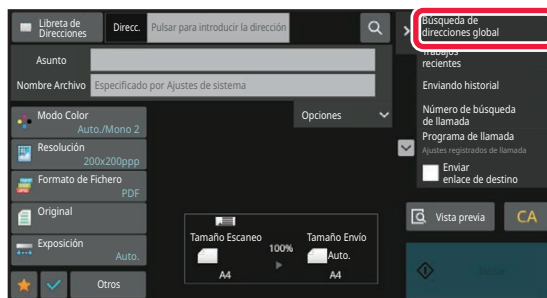 Libreta de
Direcciones
Direcc.
Pulsar para introducir la dirección
Búsqueda de
direcciones global
Asunto
Trabajos
recientes
Nombre Archivo
Especificado por Ajustes de sistema
Enviando historial
Modo Color
Auto./Mono 2
Opciones
Número de búsqueda
de llamada
Resolución
200x200ppp
Programa de llamada
Ajustes registrados de llamada
Formato de Fichero
PDF
Enviar
enlace de destino
Original
Vista previa
CA
Exposición
Auto.
Tamaño Escaneo
A4
100%
Tamaño Envío
Auto.
A4
Otros